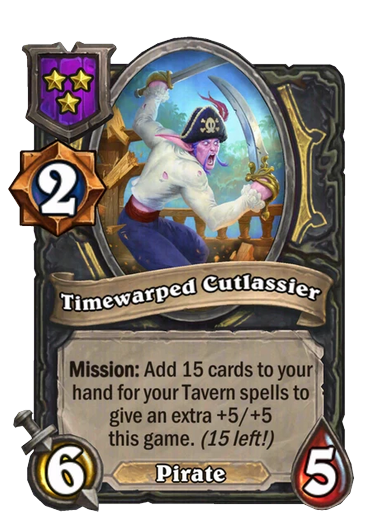 2
Timewarped Cutlassier
Mission: Add 15 cards to your
hand for your Tavern spells to
give an extra +5/+5
this game. (15 left!)
6
Pirate
5